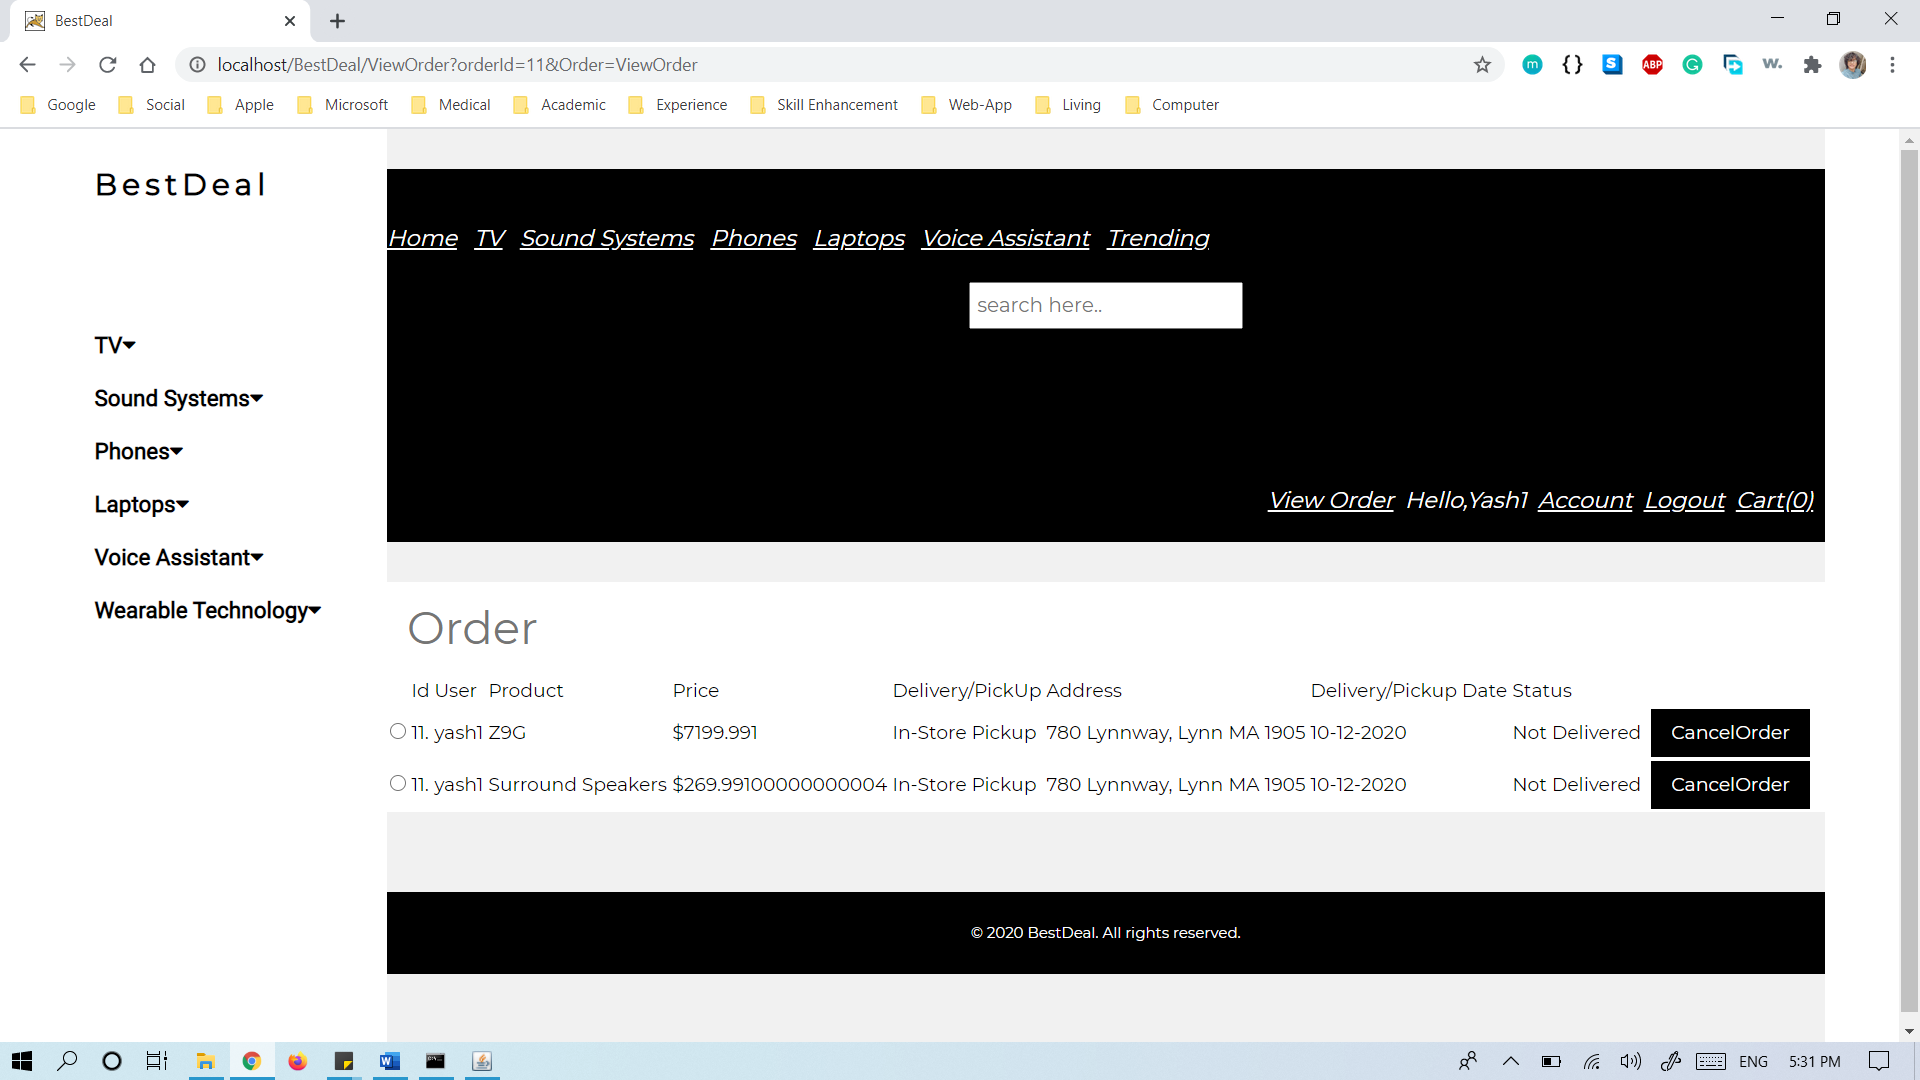 BestDeal
localhost/BestDeal/ViewOrder?orderId=11&Order=ViewOrder
Google Social Apple Microsoft Medical Academic Experience Skill Enhancement Web-App Living Computer
BestDeal
Home TV Sound Systems Phones Laptops Voice Assistant Trending
search here..
View Order Hello,Yash1 Account Logout Cart(0)
TV
Sound Systems
Phones
Laptops
Voice Assistant
Wearable Technology
Order
Id User Product Price Delivery/PickUp Address Delivery/Pickup Date Status
11. yash1 Z9G $7199.991 In-Store Pickup 780 Lynnway, Lynn MA 1905 10-12-2020 Not Delivered CancelOrder
11. yash1 Surround Speakers $269.99100000000004 In-Store Pickup 780 Lynnway, Lynn MA 1905 10-12-2020 Not Delivered CancelOrder
© 2020 BestDeal. All rights reserved.
ENG 5:31 PM